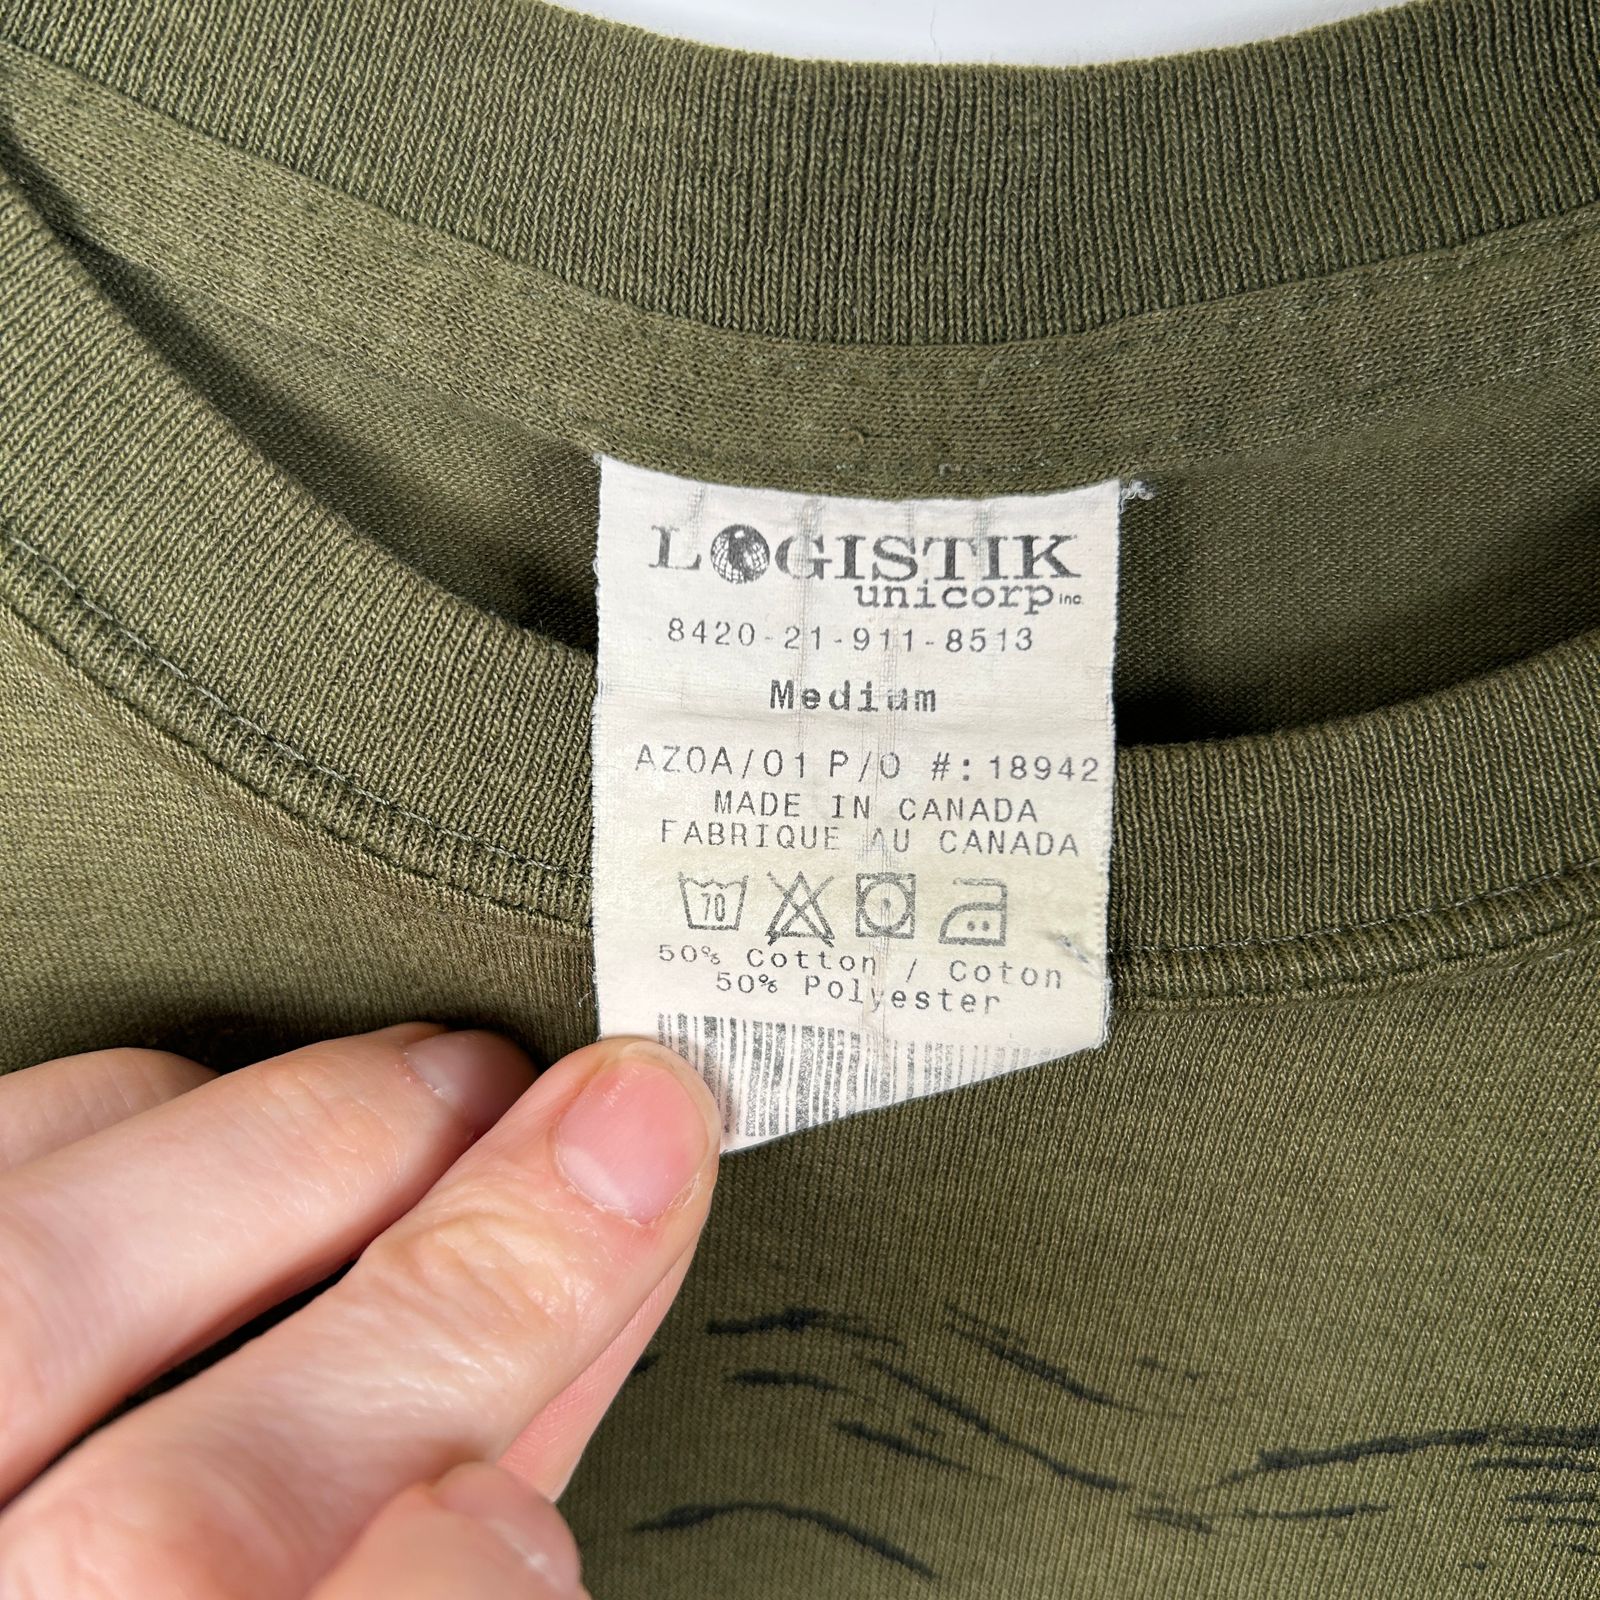 LOGISTIK
unicorp inc.
8420-21-911-8513
Medium
AZ0A/01 P/O #:18942
MADE IN CANADA
FABRIQUE AU CANADA
70
50% Cotton / Coton
50% Polyester